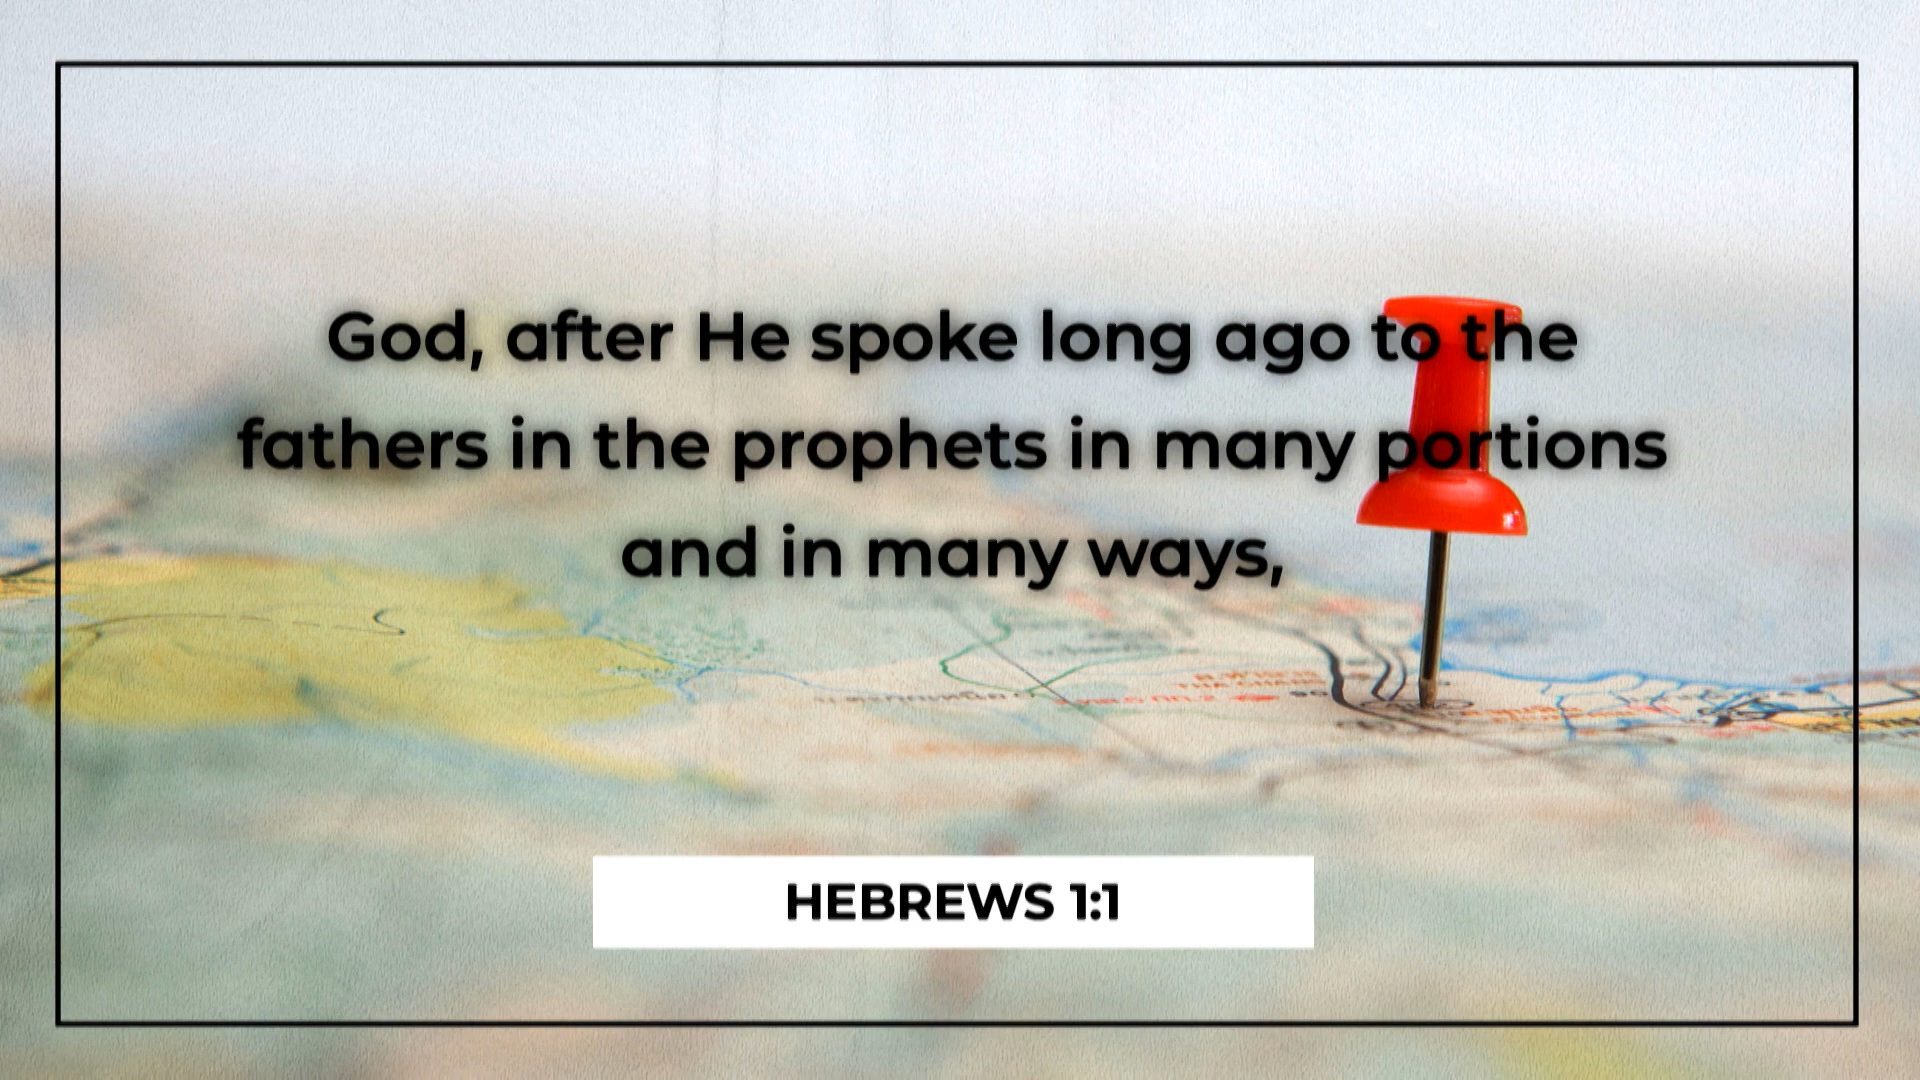 God, after He spoke long ago to the
fathers in the prophets in many portions
and in many ways,
HEBREWS 1:1